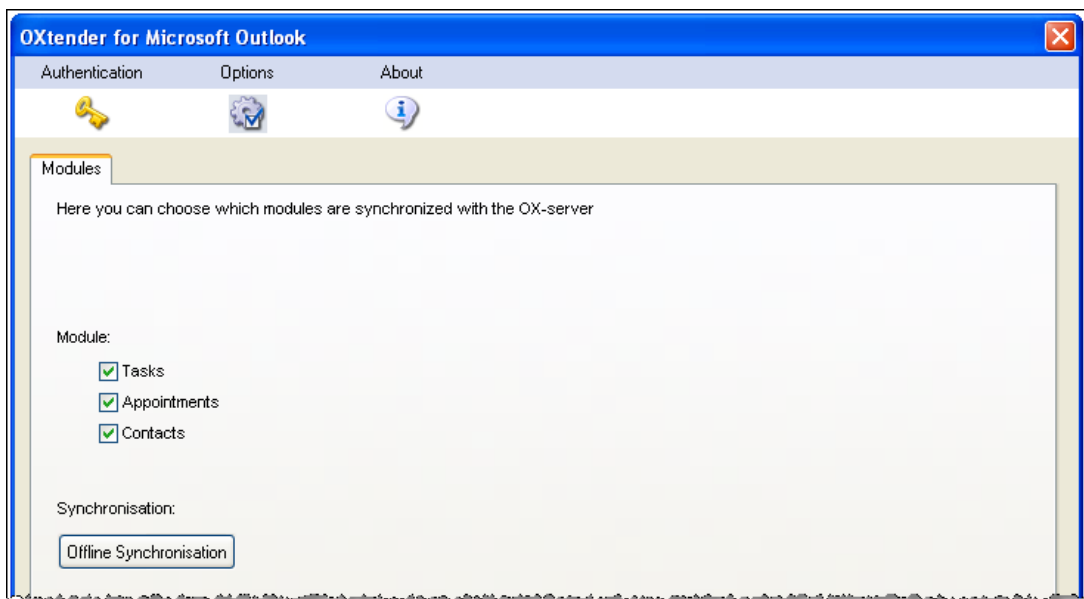 OXtender for Microsoft Outlook
Authentication Options About
Modules
Here you can choose which modules are synchronized with the OX-server
Module:
Tasks
Appointments
Contacts
Synchronisation:
Offline Synchronisation